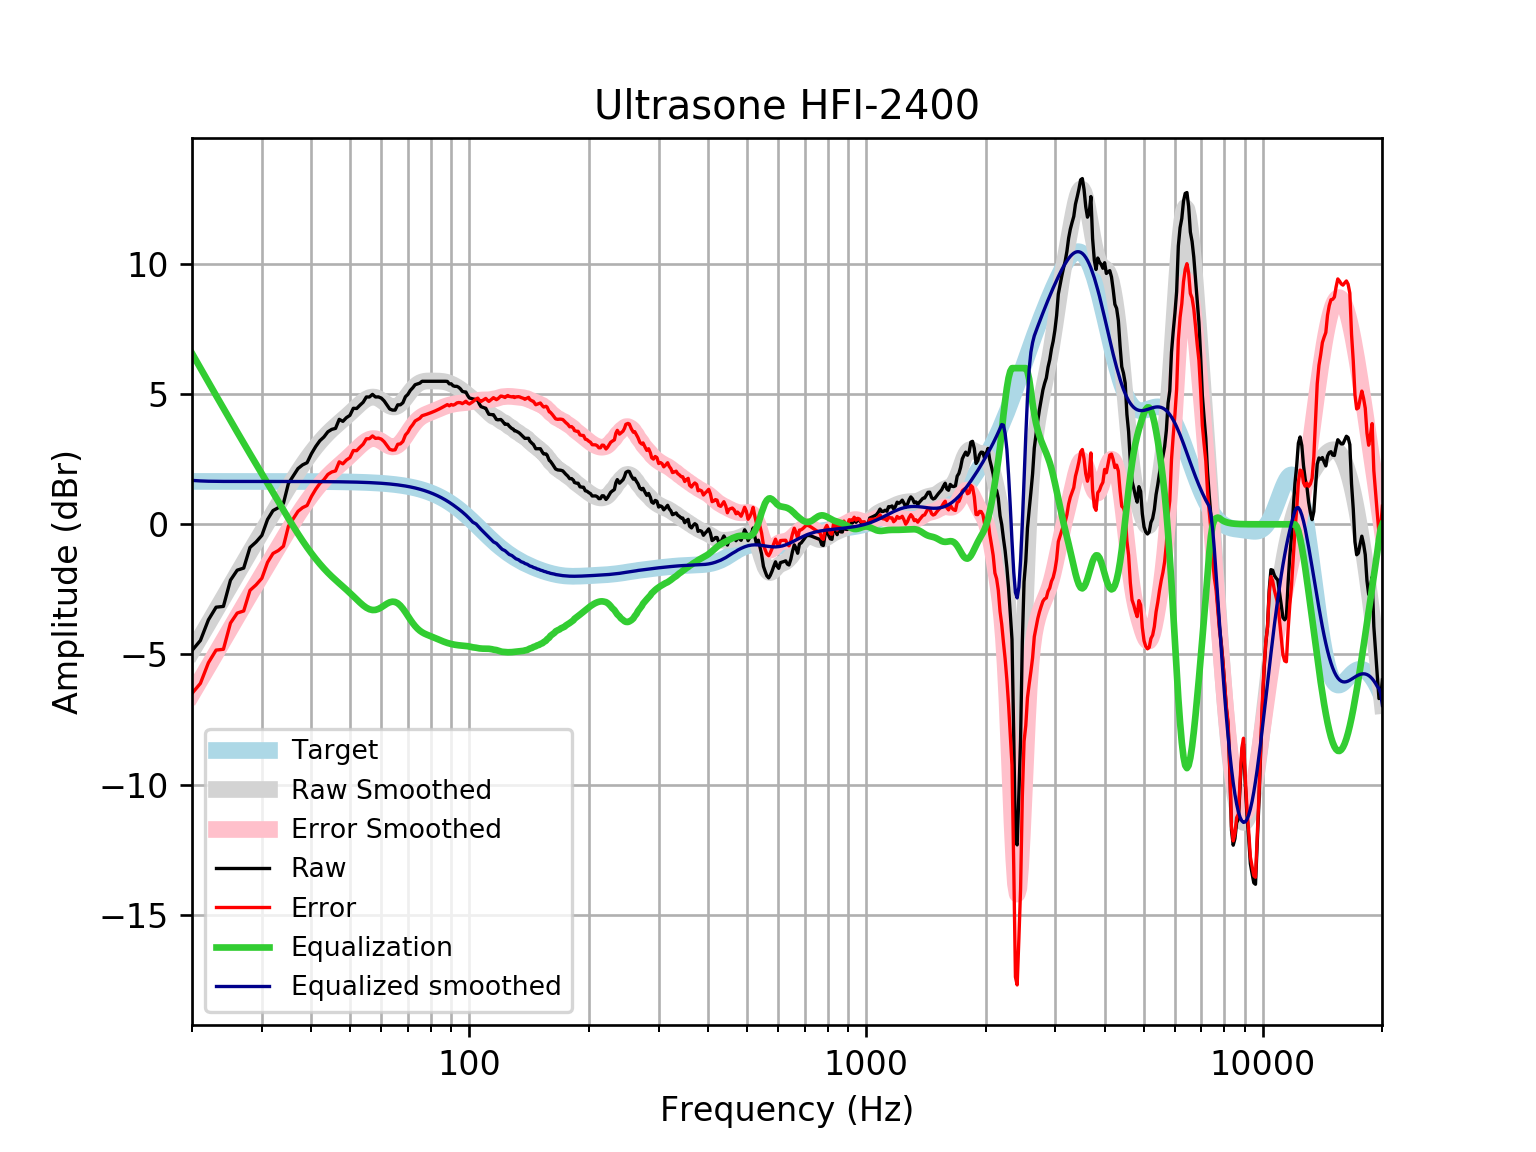 Ultrasone HFI-2400
Amplitude (dBr)
10
5
0
−5
−10
−15
Target
Raw Smoothed
Error Smoothed
Raw
Error
Equalization
Equalized smoothed
100 1000 10000
Frequency (Hz)